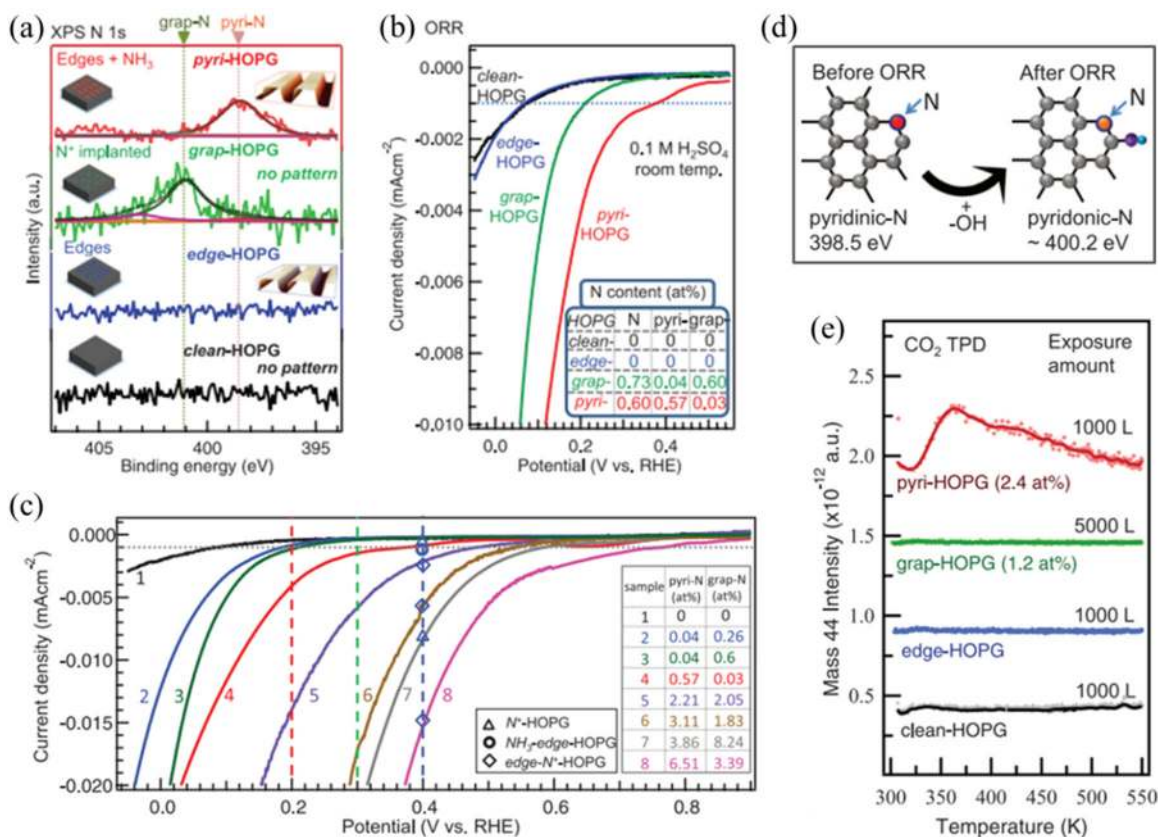 (a)
XPS N 1s
grap-N
pyri-N
Edges + NH₃
pyri-HOPG
N⁺ implanted
grap-HOPG
no pattern
Edges
edge-HOPG
clean-HOPG
no pattern
Intensity (a.u.)
405
400
395
Binding energy (eV)
(b)
ORR
0.000
-0.002
-0.004
-0.006
-0.008
-0.010
Current density (mAcm⁻²)
clean-
HOPG
edge-
HOPG
grap-
HOPG
pyri-
HOPG
0.1 M H₂SO₄
room temp.
N content (at%)
HOPG N pyri- grap-
clean- 0 0 0
edge- 0 0 0
grap- 0.73 0.04 0.60
pyri- 0.60 0.57 0.03
0.0
0.2
0.4
Potential (V vs. RHE)
(d)
Before ORR
N
After ORR
N
+
-OH
pyridinic-N
398.5 eV
pyridonic-N
~ 400.2 eV
(c)
0.000
-0.005
-0.010
-0.015
-0.020
Current density (mAcm⁻²)
1
2
3
4
5
6
7
8
N⁺-HOPG
NH₃-edge-HOPG
edge-N⁺-HOPG
sample pyri-N (at%) grap-N (at%)
1 0 0
2 0.04 0.26
3 0.04 0.6
4 0.57 0.03
5 2.21 2.05
6 3.11 1.83
7 3.86 8.24
8 6.51 3.39
0.0
0.2
0.4
0.6
0.8
Potential (V vs. RHE)
(e)
CO₂ TPD
Exposure
amount
2.5
2.0
1.5
1.0
0.5
Mass 44 Intensity (x10⁻¹² a.u.)
1000 L
pyri-HOPG (2.4 at%)
5000 L
grap-HOPG (1.2 at%)
1000 L
edge-HOPG
1000 L
clean-HOPG
300
350
400
450
500
550
Temperature (K)